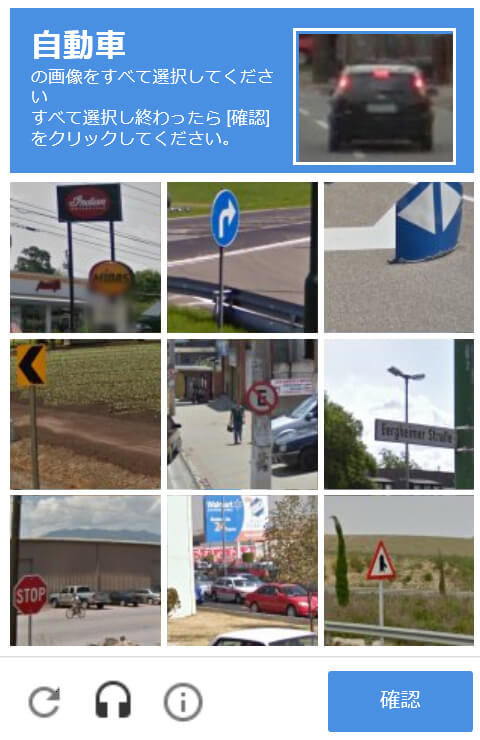 自動車
の画像をすべて選択してくださ
い
すべて選択し終わったら [確認]
をクリックしてください。
Indian
MIDAS
E
Bergheimer Straße
STOP
Walmart
確認